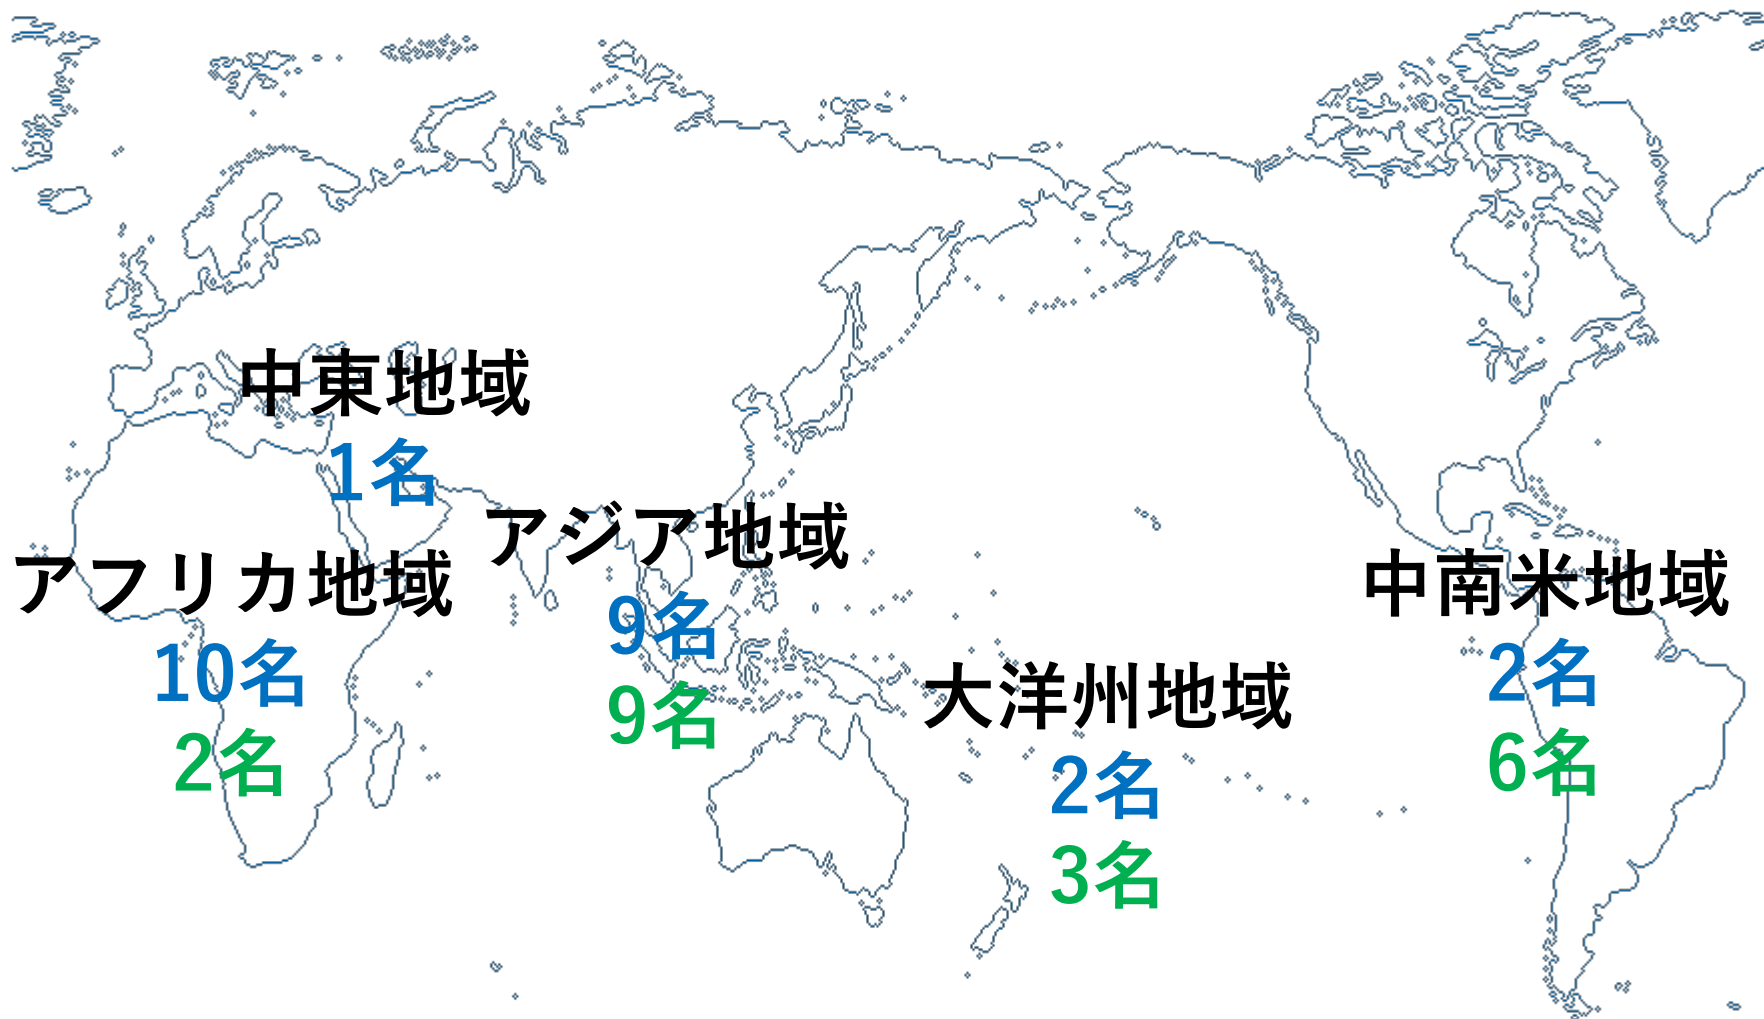 中東地域
1名
アジア地域
9名
9名
アフリカ地域
10名
2名
大洋州地域
2名
3名
中南米地域
2名
6名